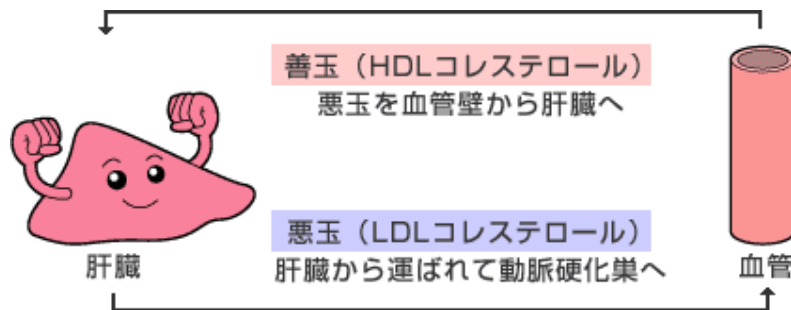 善玉（HDLコレステロール）
悪玉を血管壁から肝臓へ
悪玉（LDLコレステロール）
肝臓から運ばれて動脈硬化巣へ
肝臓
血管